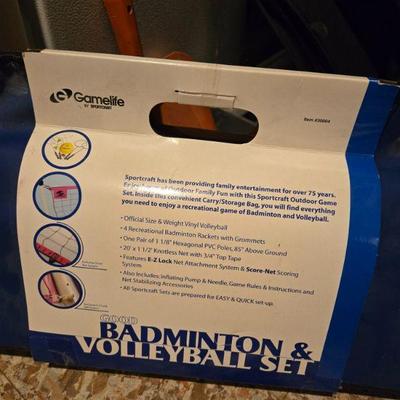 Gamelife
BY SPORTCRAFT
Item #30004
Sportcraft has been providing family entertainment for over 75 years.
Enjoy Outdoor Family Fun with this Sportcraft Outdoor Game
Set. Inside this convenient Carry/Storage Bag, you will find everything
you need to enjoy a recreational game of Badminton and Volleyball.
• Official Size & Weight Vinyl Volleyball
• 4 Recreational Badminton Rackets with Grommets
• One Pair of 1 1/8" Hexagonal PVC Poles, 85" Above Ground
• 20' x 1 1/2' Knotless Net with 3/4" Top Tape
• Features E-Z Lock Net Attachment System & Score-Net Scoring
System
• Also Includes: Inflating Pump & Needle, Game Rules & Instructions and
Net Stabilizing Accessories
• All Sportcraft Sets are prepared for EASY & QUICK set-up.
GOOD
BADMINTON &
VOLLEYBALL SET